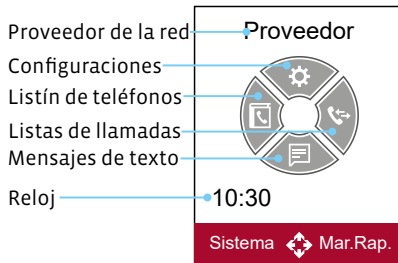 Proveedor de la red
Proveedor
Configuraciones
Listín de teléfonos
Listas de llamadas
Mensajes de texto
Reloj
10:30
Sistema Mar.Rap.